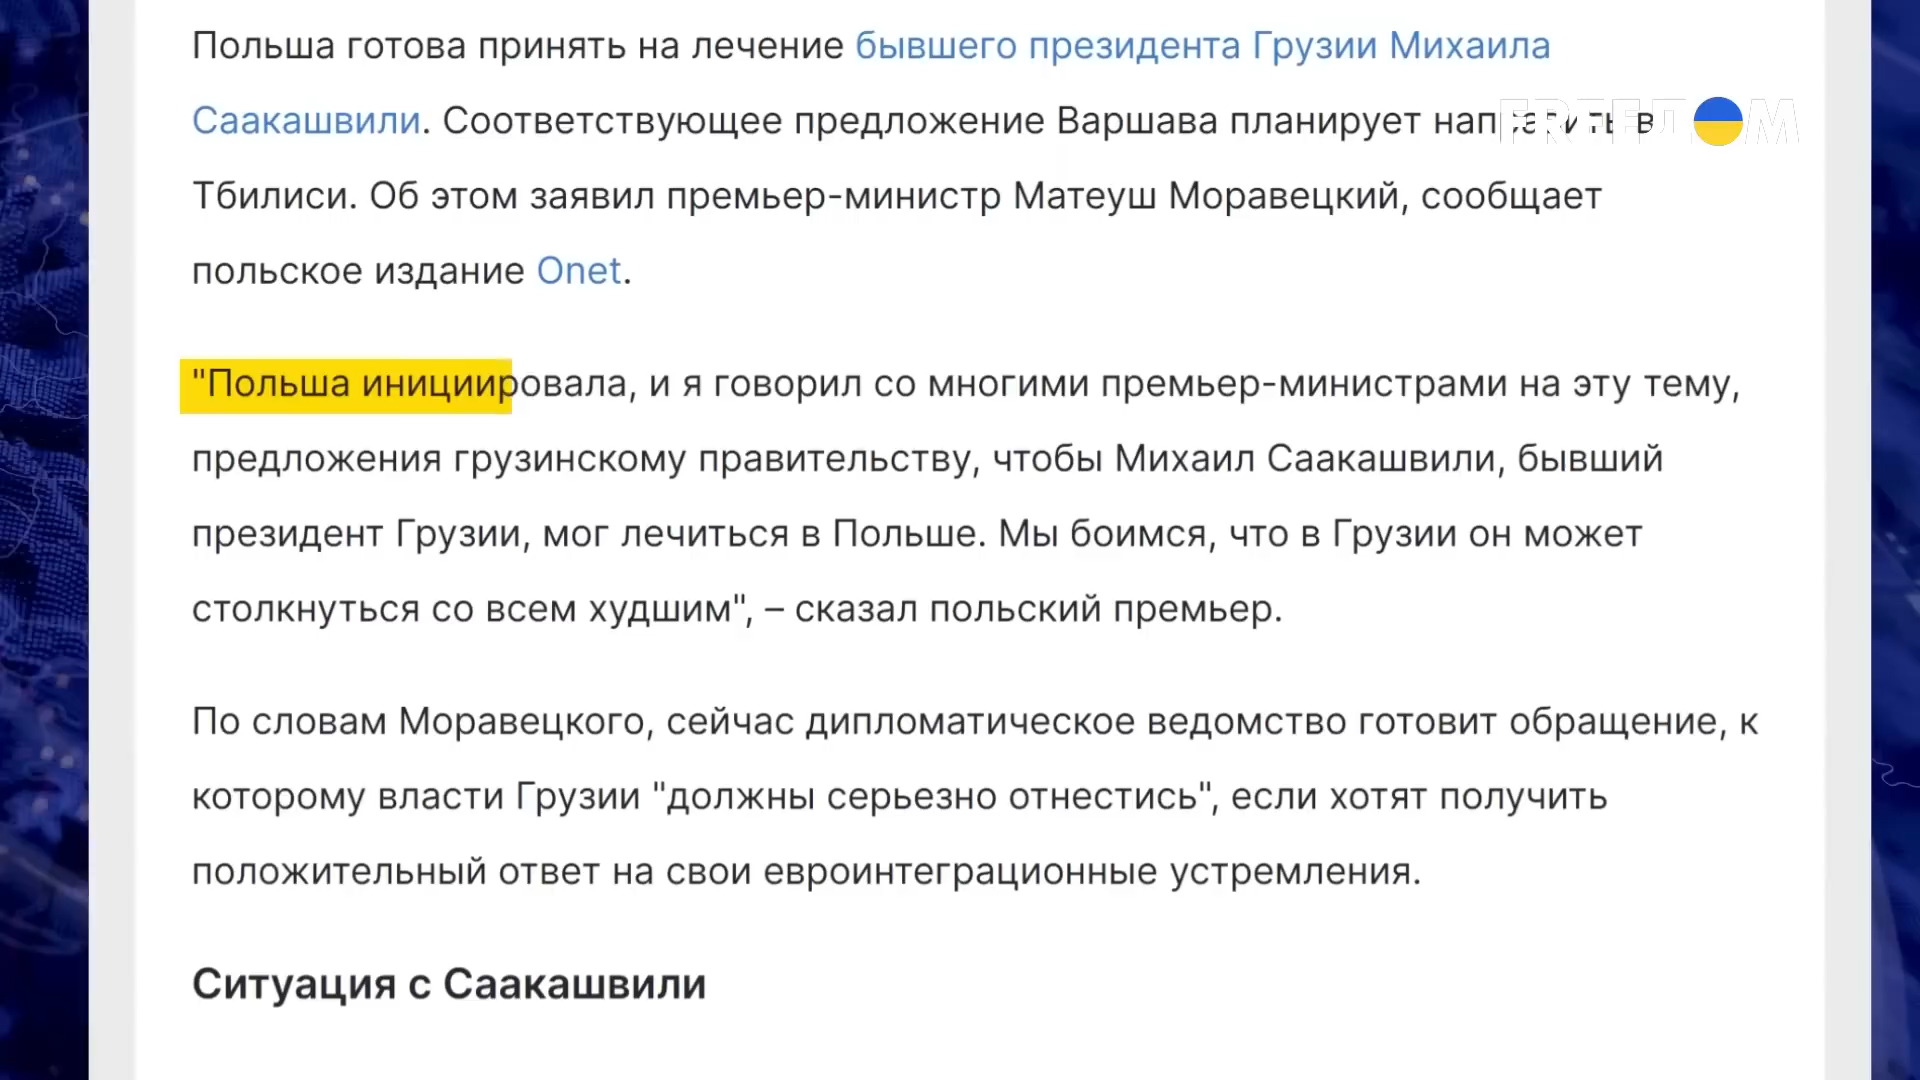 Польша готова принять на лечение бывшего президента Грузии Михаила
Саакашвили. Соответствующее предложение Варшава планирует направить в
FREEДOM
Тбилиси. Об этом заявил премьер-министр Матеуш Моравецкий, сообщает
польское издание Onet.
"Польша инициировала, и я говорил со многими премьер-министрами на эту тему,
предложения грузинскому правительству, чтобы Михаил Саакашвили, бывший
президент Грузии, мог лечиться в Польше. Мы боимся, что в Грузии он может
столкнуться со всем худшим", – сказал польский премьер.
По словам Моравецкого, сейчас дипломатическое ведомство готовит обращение, к
которому власти Грузии "должны серьезно отнестись", если хотят получить
положительный ответ на свои евроинтеграционные устремления.
Ситуация с Саакашвили